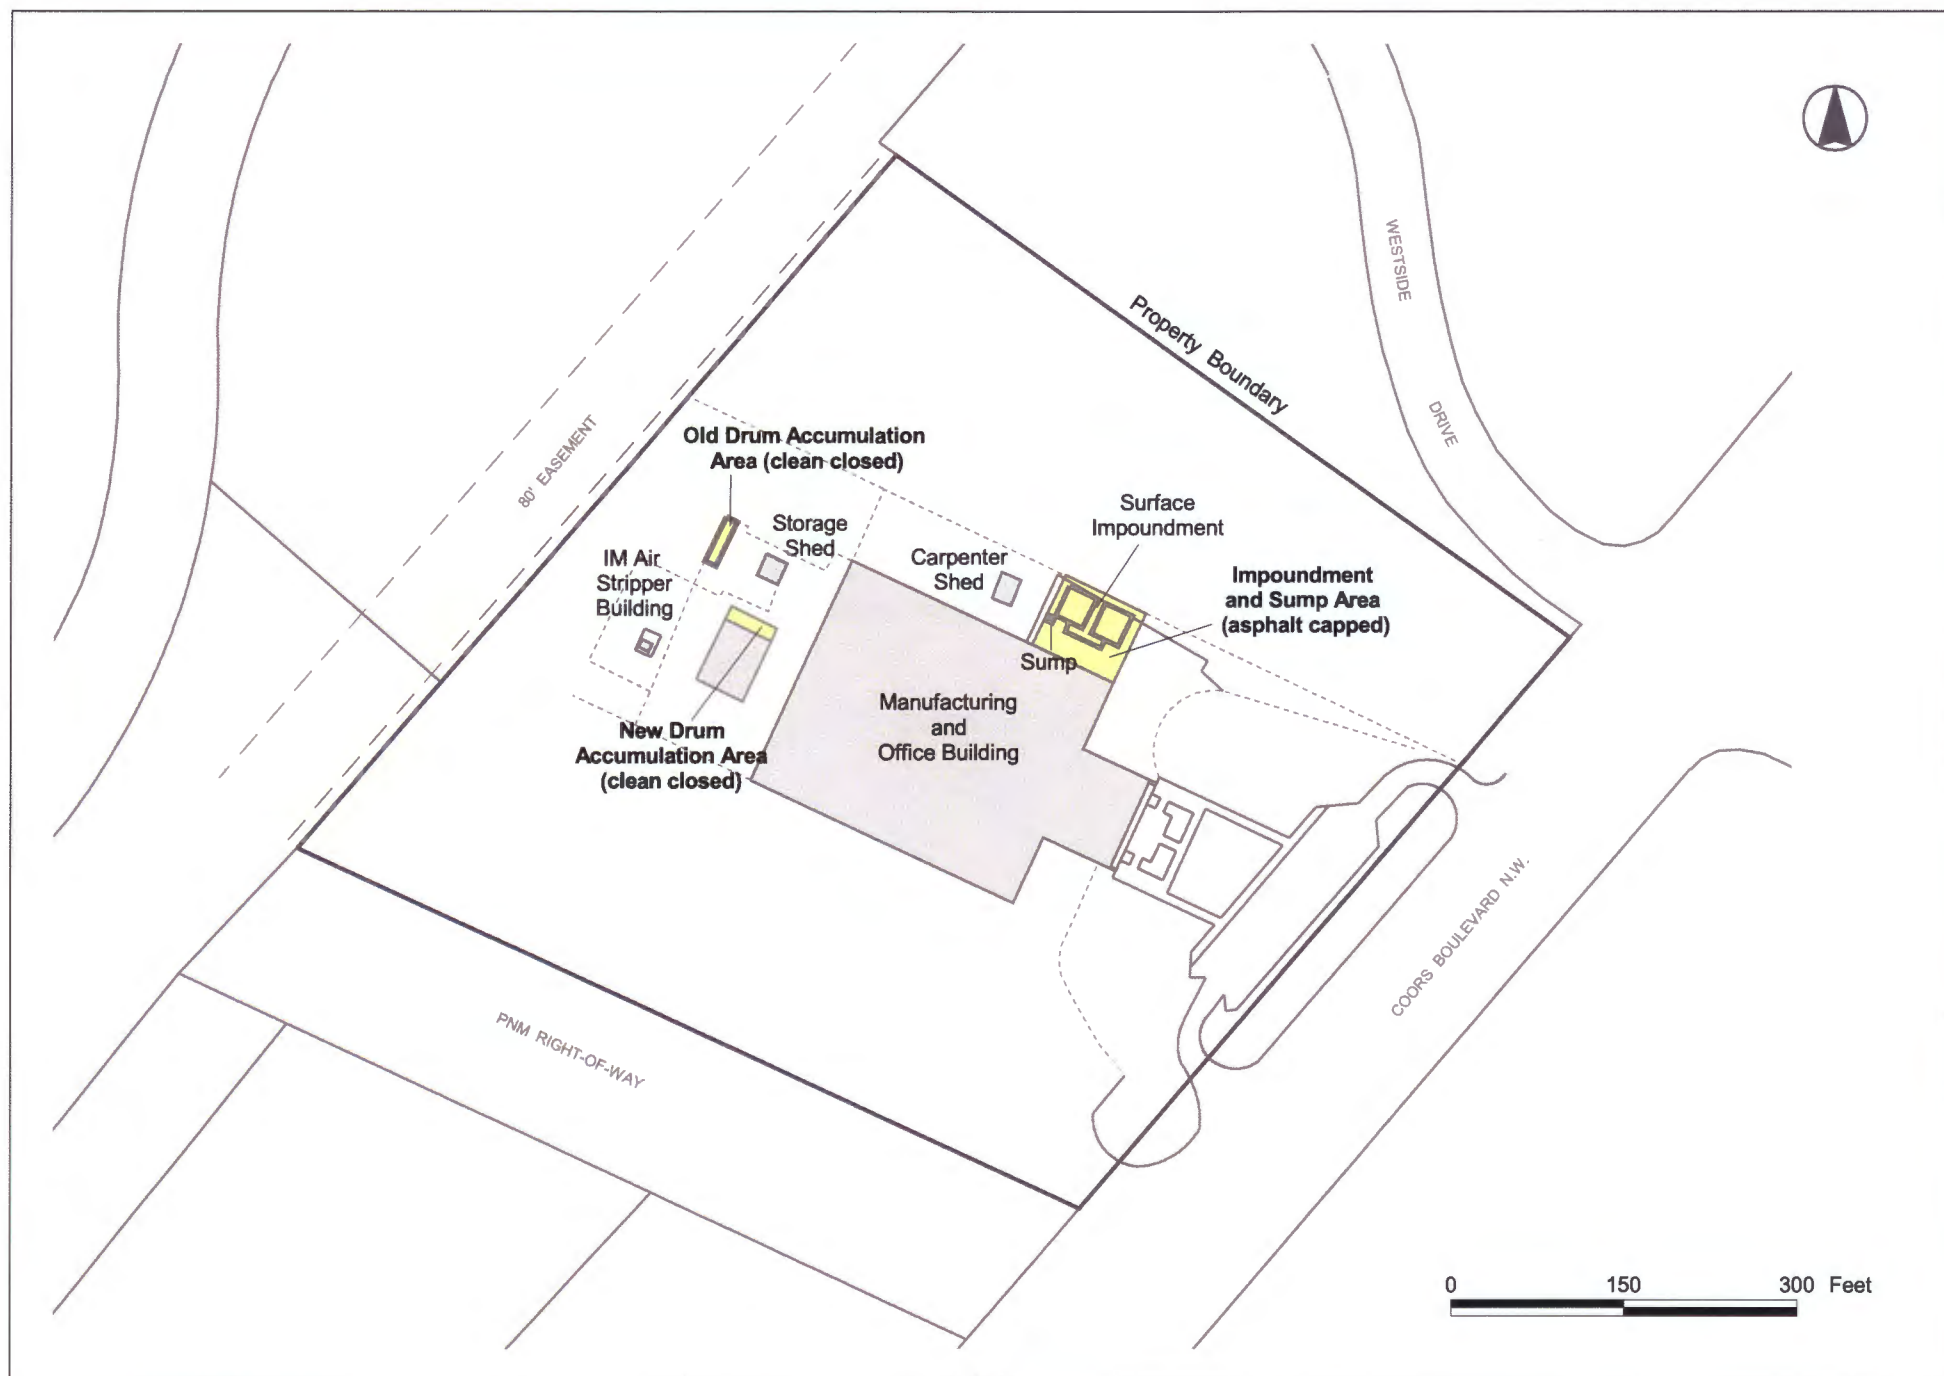 WESTSIDE
DRIVE
Property Boundary
80' EASEMENT
Old Drum Accumulation
Area (clean closed)
Storage
Shed
IM Air
Stripper
Building
Carpenter
Shed
Surface
Impoundment
Impoundment
and Sump Area
(asphalt capped)
Sump
Manufacturing
and
Office Building
New Drum
Accumulation Area
(clean closed)
COORS BOULEVARD N.W.
PNM RIGHT-OF-WAY
0 150 300 Feet